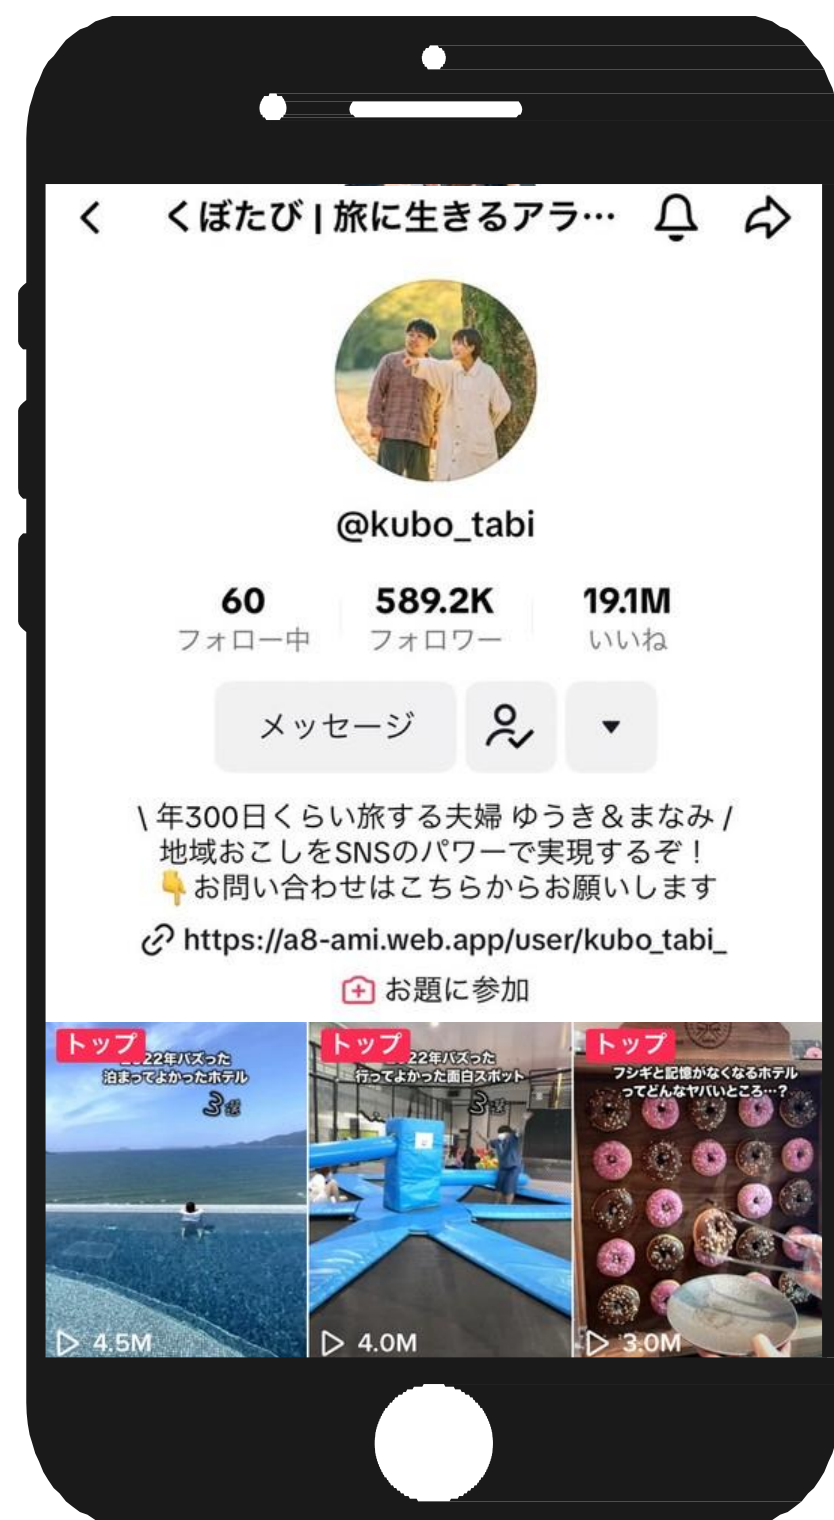 くぼたび | 旅に生きるアラ…
@kubo_tabi
60 589.2K 19.1M
フォロー中 フォロワー いいね
メッセージ
\ 年300日くらい旅する夫婦 ゆうき＆まなみ /
地域おこしをSNSのパワーで実現するぞ！
👇お問い合わせはこちらからお願いします
https://a8-ami.web.app/user/kubo_tabi_
お題に参加
トップ
22年バズった
泊まってよかったホテル
3選
4.5M
トップ
22年バズった
行ってよかった面白スポット
3選
4.0M
トップ
フシギと記憶がなくなるホテル
ってどんなヤバいところ…？
3.0M